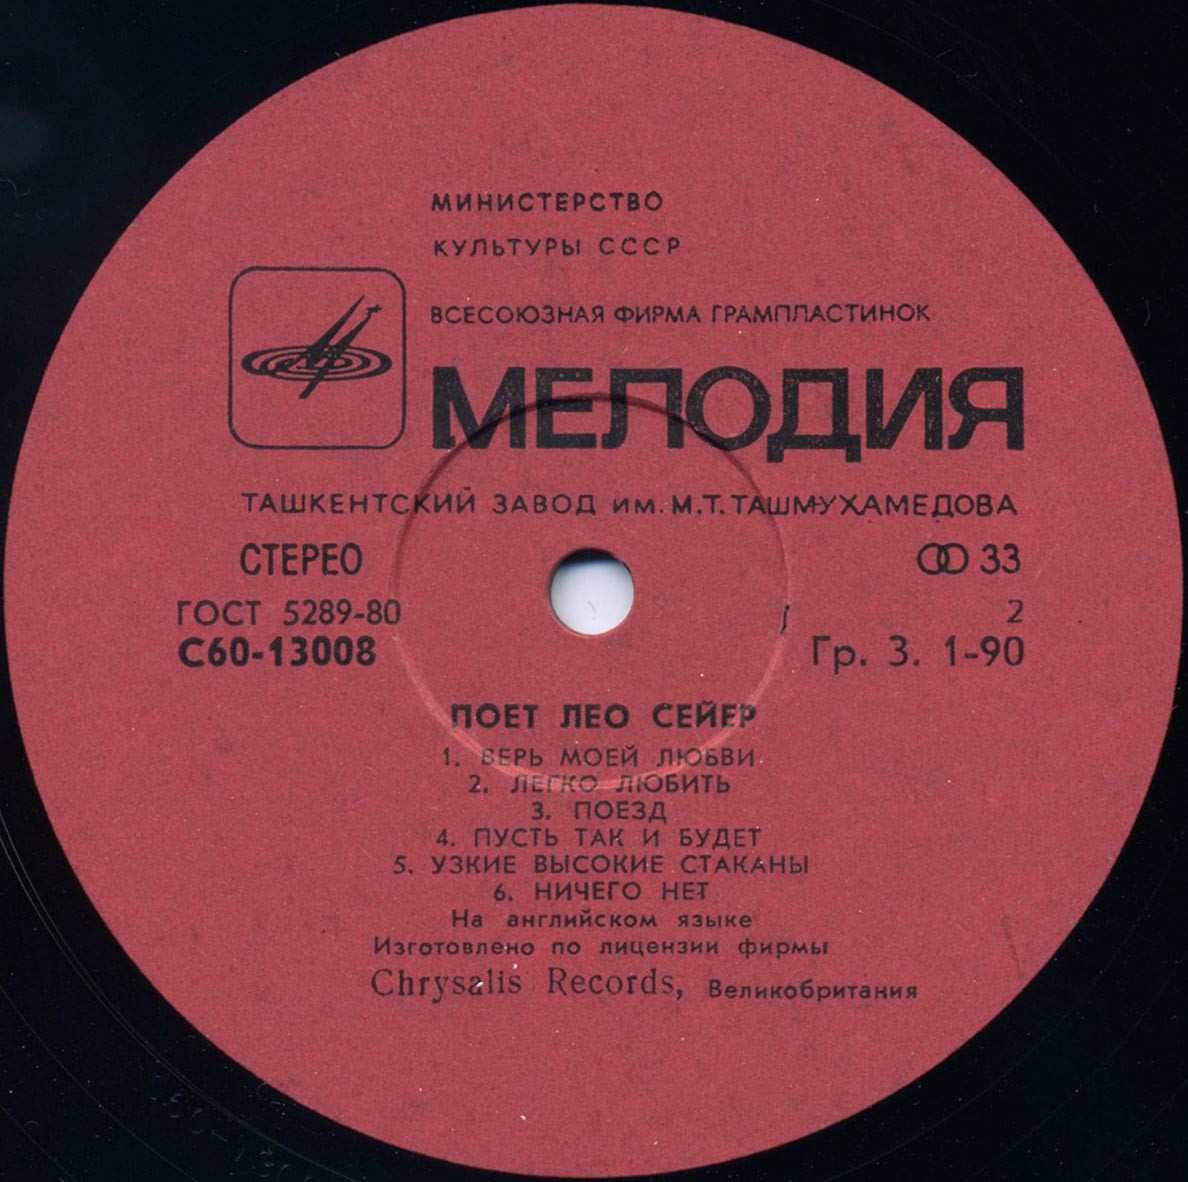 МИНИСТЕРСТВО
КУЛЬТУРЫ СССР
ВСЕСОЮЗНАЯ ФИРМА ГРАМПЛАСТИНОК
МЕЛОДИЯ
ТАШКЕНТСКИЙ ЗАВОД им. М.Т. ТАШМУХАМЕДОВА
СТЕРЕО 33
ГОСТ 5289-80 2
С60-13008 Гр. 3. 1-90
ПОЕТ ЛЕО СЕЙЕР
1. ВЕРЬ МОЕЙ ЛЮБВИ
2. ЛЕГКО ЛЮБИТЬ
3. ПОЕЗД
4. ПУСТЬ ТАК И БУДЕТ
5. УЗКИЕ ВЫСОКИЕ СТАКАНЫ
6. НИЧЕГО НЕТ
На английском языке
Изготовлено по лицензии фирмы
Chrysalis Records, Великобритания